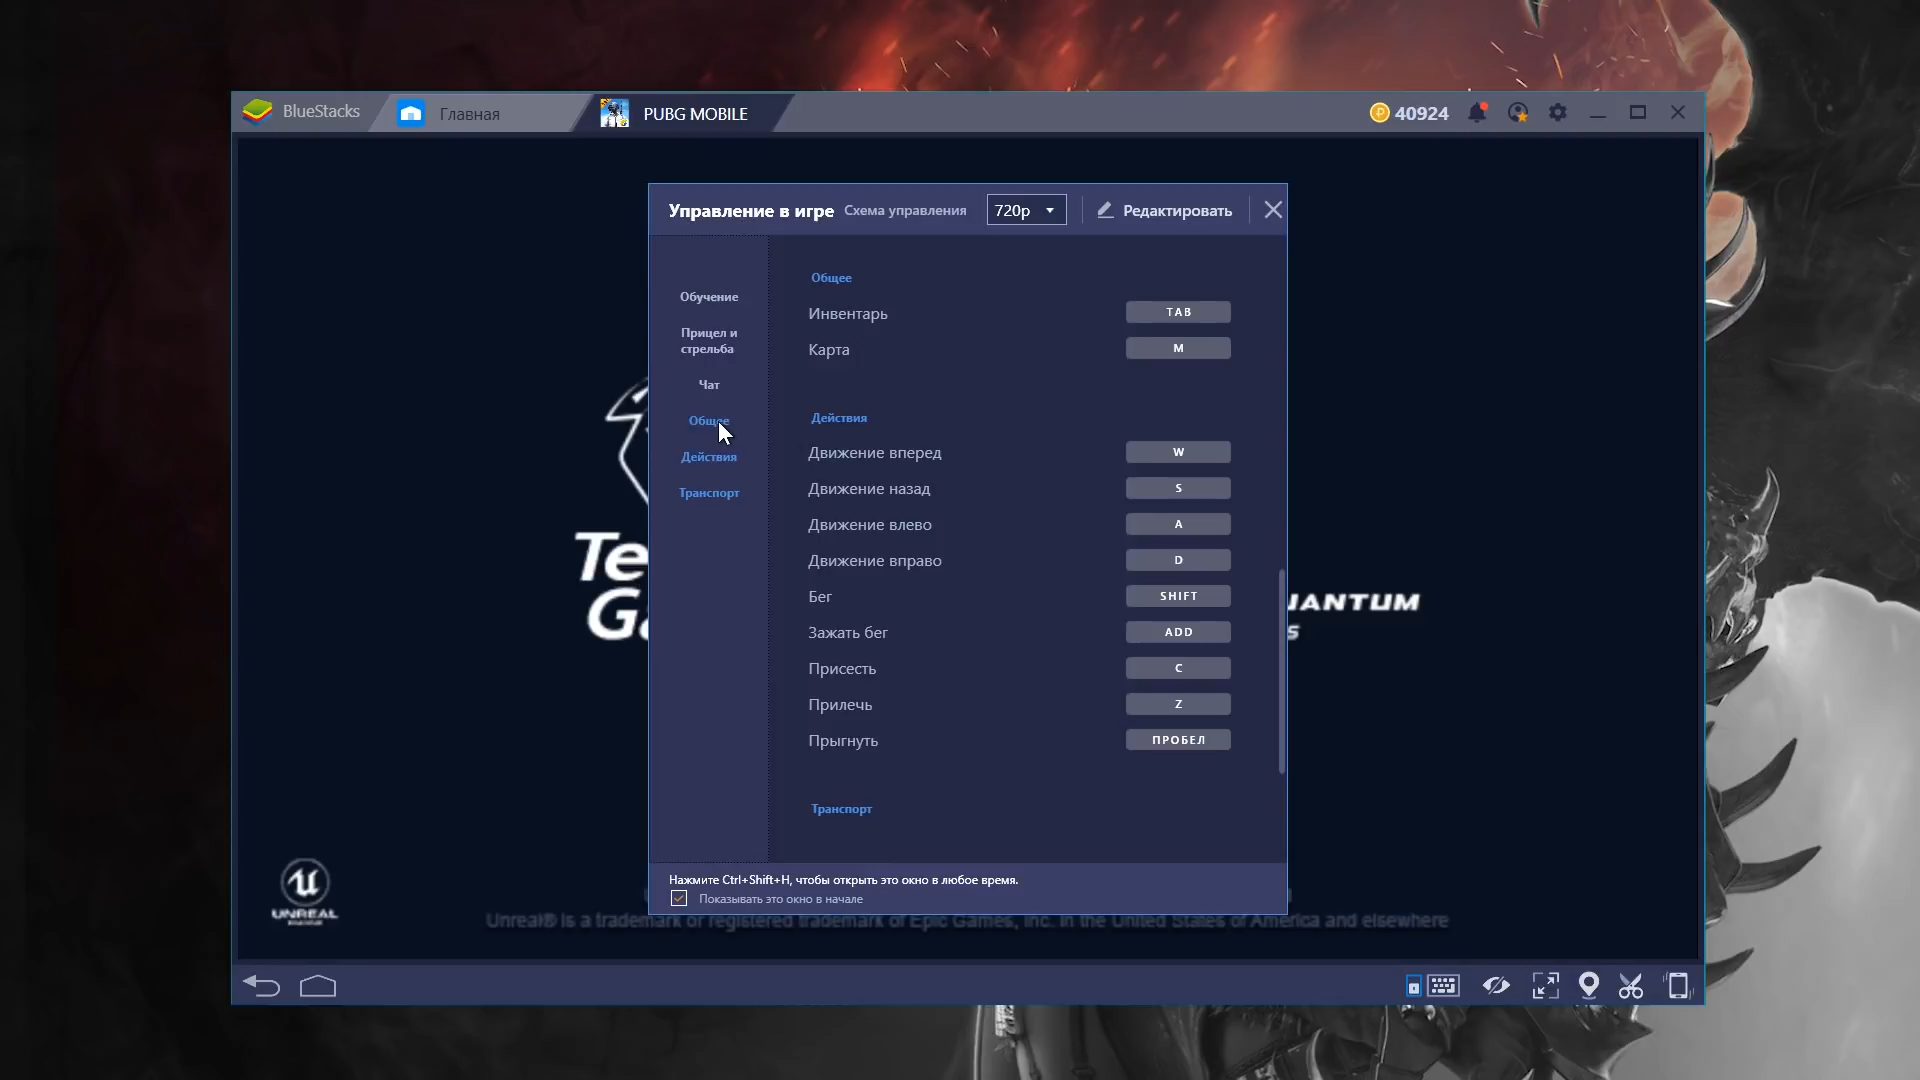 BlueStacks
Главная
PUBG MOBILE
40924
Управление в игре
Схема управления
720p
Редактировать
Обучение
Прицел и
стрельба
Чат
Общее
Действия
Транспорт
Общее
Инвентарь TAB
Карта M
Действия
Движение вперед W
Движение назад S
Движение влево A
Движение вправо D
Бег SHIFT
Зажать бег ADD
Присесть C
Прилечь Z
Прыгнуть ПРОБЕЛ
Транспорт
Нажмите Ctrl+Shift+H, чтобы открыть это окно в любое время.
Показывать это окно в начале
Te
Ga
UANTUM
S
UNREAL
Unreal® is a trademark or registered trademark of Epic Games, Inc. in the United States of America and elsewhere